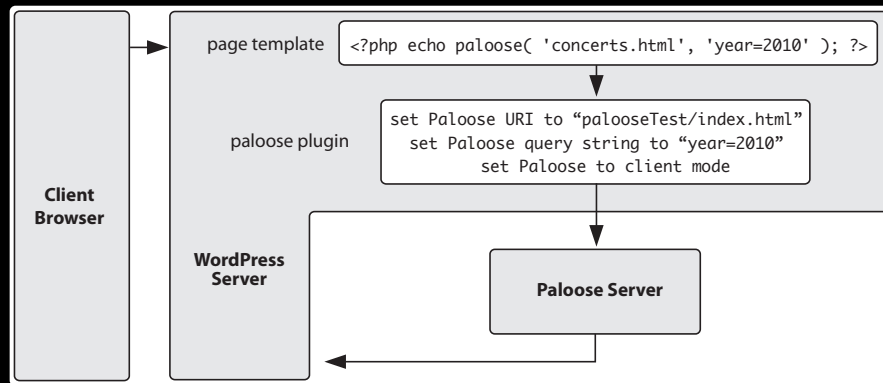 page template
<?php echo paloose( 'concerts.html', 'year=2010' ); ?>
paloose plugin
set Paloose URI to “palooseTest/index.html”
set Paloose query string to “year=2010”
set Paloose to client mode
Client
Browser
WordPress
Server
Paloose Server